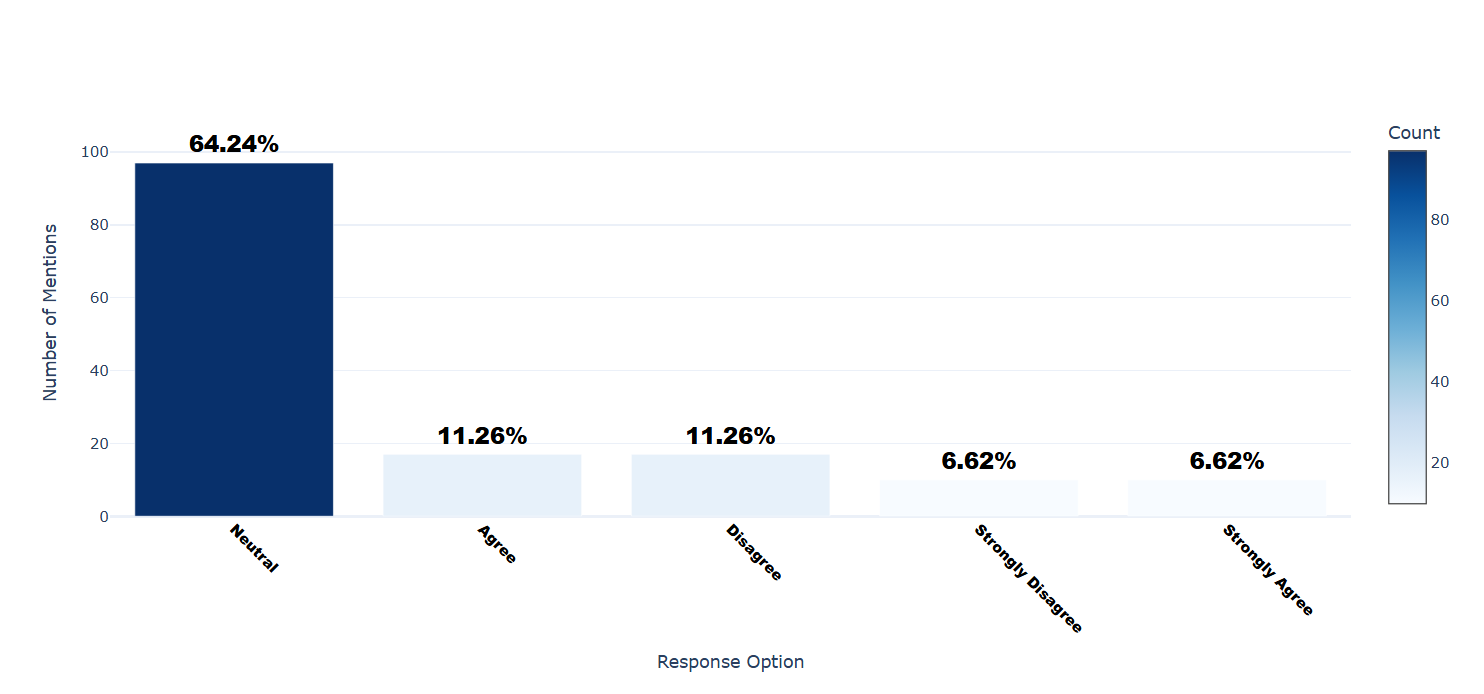 Count
64.24%
11.26%
11.26%
6.62%
6.62%
100
80
60
40
20
0
Number of Mentions
80
60
40
20
Neutral
Agree
Disagree
Strongly Disagree
Strongly Agree
Response Option